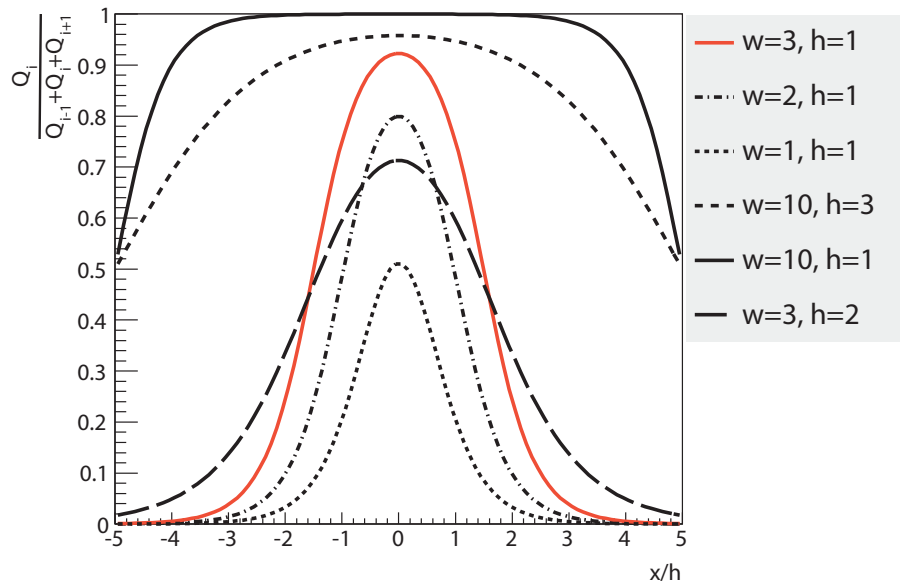 Q_i
Q_{i-1}+Q_i+Q_{i+1}
1
0.9
0.8
0.7
0.6
0.5
0.4
0.3
0.2
0.1
0
-5 -4 -3 -2 -1 0 1 2 3 4 5
x/h
w=3, h=1
w=2, h=1
w=1, h=1
w=10, h=3
w=10, h=1
w=3, h=2